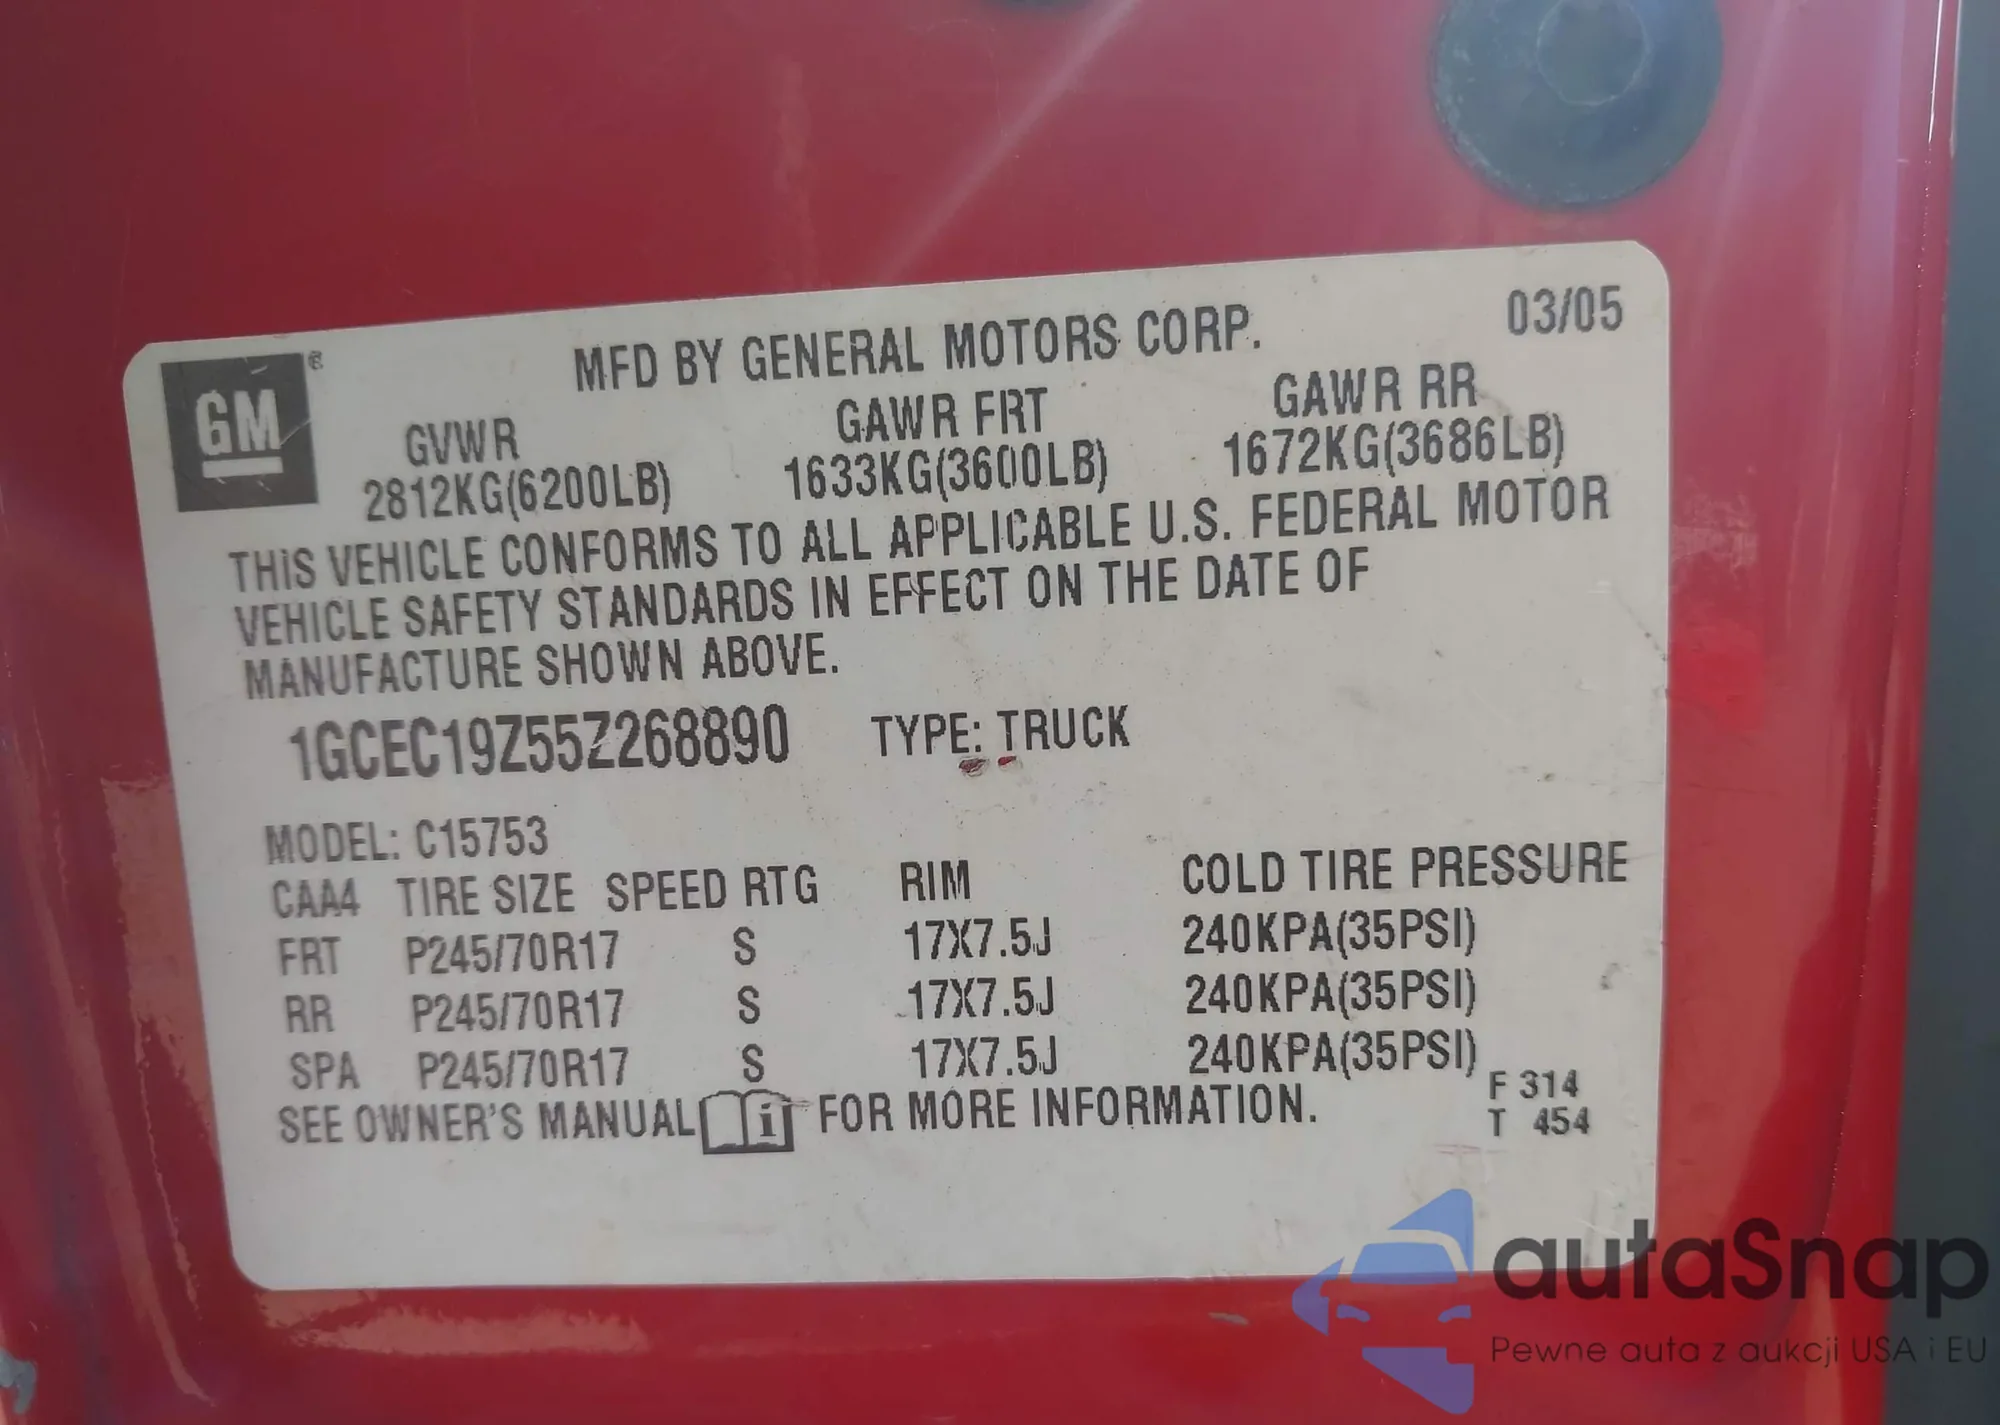 MFD BY GENERAL MOTORS CORP. 03/05
GM®
GVWR GAWR FRT GAWR RR
2812KG(6200LB) 1633KG(3600LB) 1672KG(3686LB)
THIS VEHICLE CONFORMS TO ALL APPLICABLE U.S. FEDERAL MOTOR
VEHICLE SAFETY STANDARDS IN EFFECT ON THE DATE OF
MANUFACTURE SHOWN ABOVE.
1GCEC19Z55Z268890 TYPE: TRUCK
MODEL: C15753
CAA4 TIRE SIZE SPEED RTG RIM COLD TIRE PRESSURE
FRT P245/70R17 S 17X7.5J 240KPA(35PSI)
RR P245/70R17 S 17X7.5J 240KPA(35PSI)
SPA P245/70R17 S 17X7.5J 240KPA(35PSI)
SEE OWNER'S MANUAL i FOR MORE INFORMATION.
F 314
T 454
autaSnap
Pewne auta z aukcji USA i EU